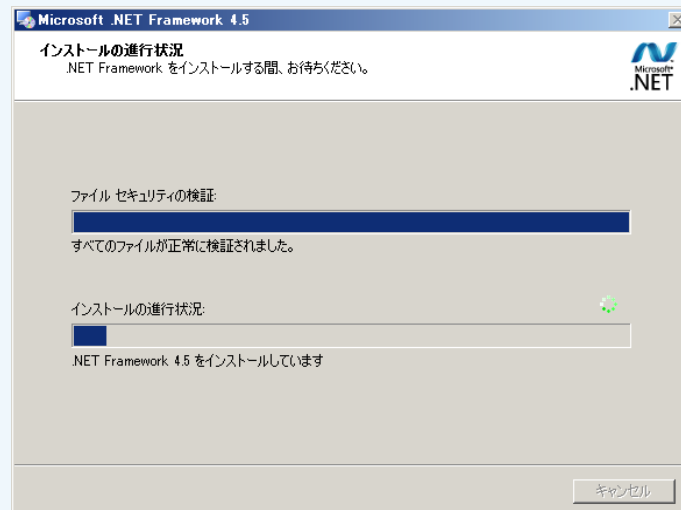 Microsoft .NET Framework 4.5
インストールの進行状況
.NET Framework をインストールする間、お待ちください。
Microsoft
.NET
ファイル セキュリティの検証:
すべてのファイルが正常に検証されました。
インストールの進行状況:
.NET Framework 4.5 をインストールしています
キャンセル